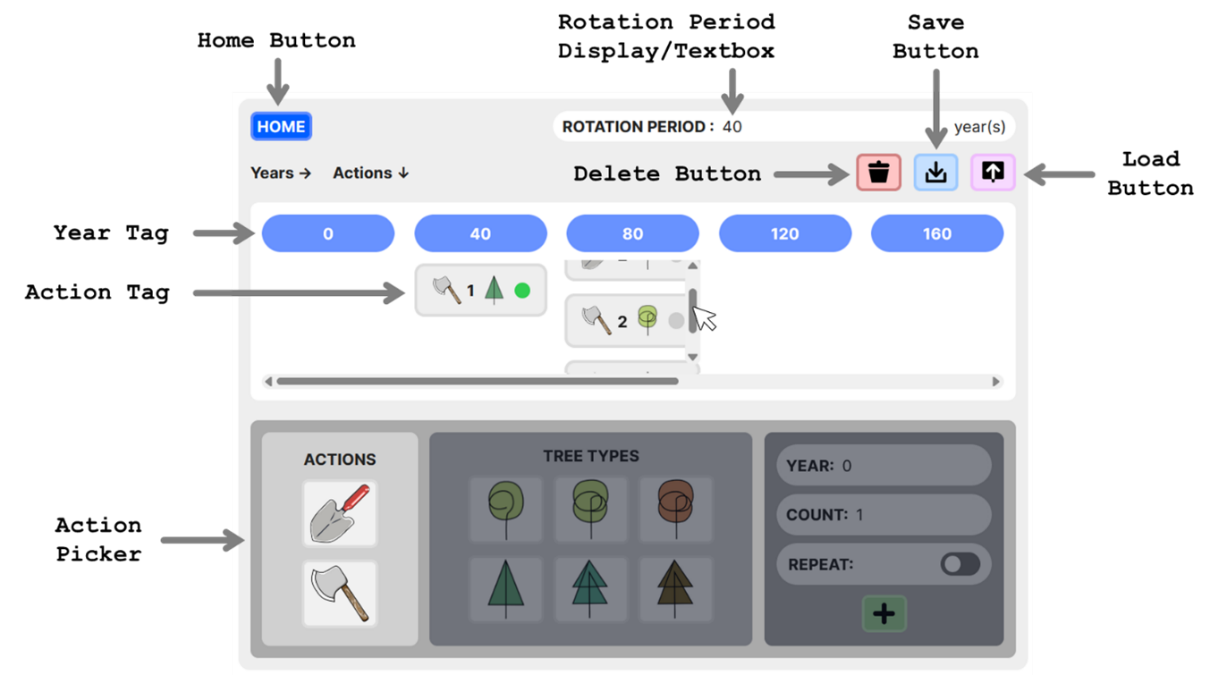 Rotation Period
Display/Textbox
Save
Button
Home Button
HOME
ROTATION PERIOD : 40
year(s)
Years → Actions ↓
Delete Button
Load
Button
Year Tag
0
40
80
120
160
Action Tag
1
2
ACTIONS
TREE TYPES
YEAR: 0
COUNT: 1
REPEAT:
Action
Picker